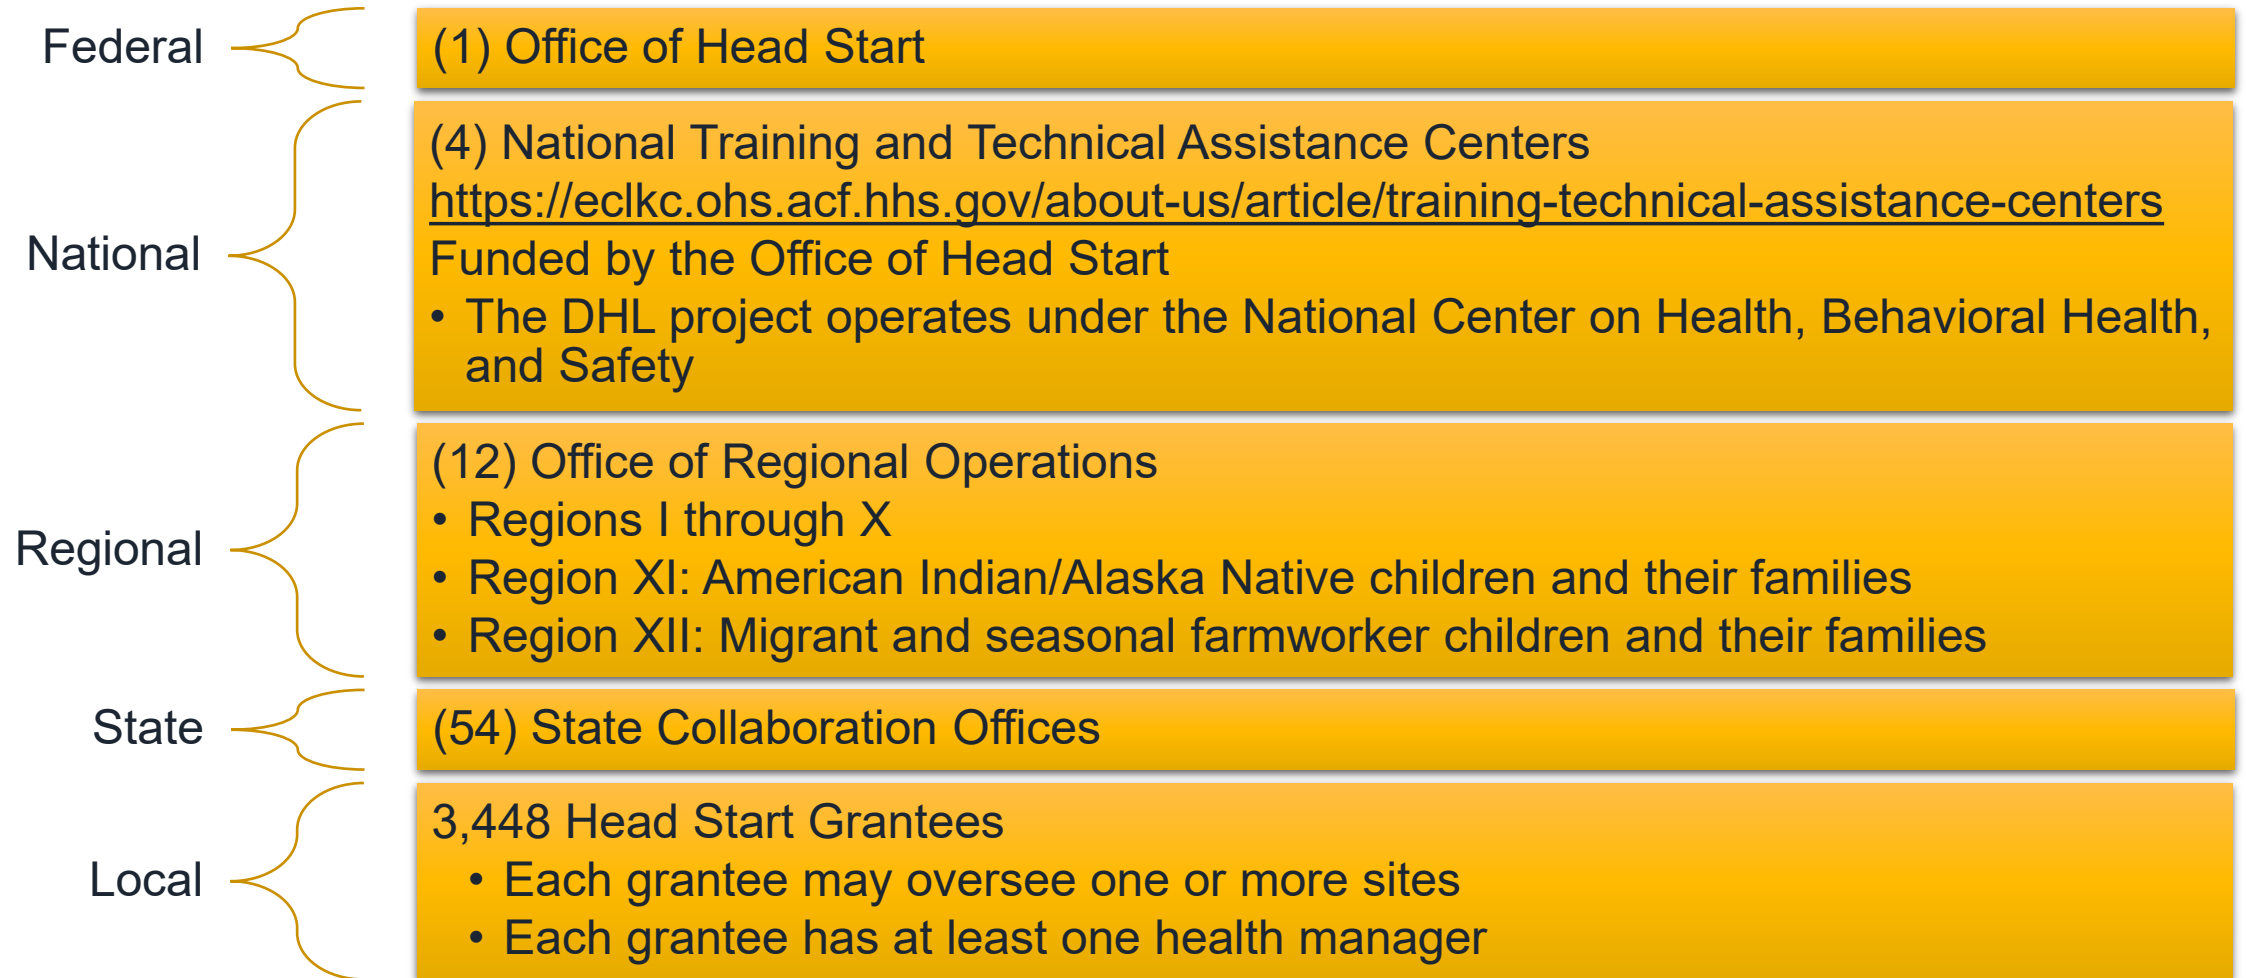 Federal
(1) Office of Head Start
National
(4) National Training and Technical Assistance Centers
https://eclkc.ohs.acf.hhs.gov/about-us/article/training-technical-assistance-centers
Funded by the Office of Head Start
• The DHL project operates under the National Center on Health, Behavioral Health,
and Safety
Regional
(12) Office of Regional Operations
• Regions I through X
• Region XI: American Indian/Alaska Native children and their families
• Region XII: Migrant and seasonal farmworker children and their families
State
(54) State Collaboration Offices
Local
3,448 Head Start Grantees
• Each grantee may oversee one or more sites
• Each grantee has at least one health manager